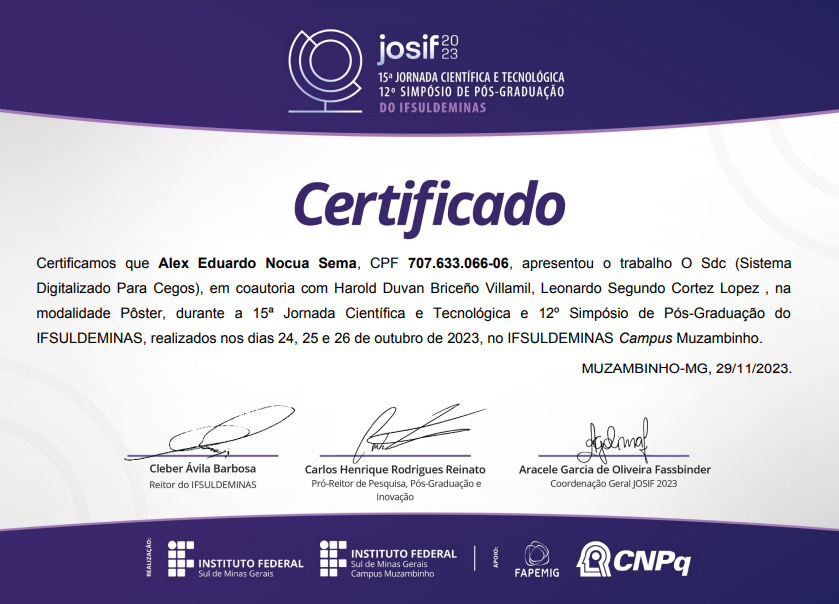 josif 20
23
15ª JORNADA CIENTÍFICA E TECNOLÓGICA
12º SIMPÓSIO DE PÓS-GRADUAÇÃO
DO IFSULDEMINAS
Certificado
Certificamos que Alex Eduardo Nocua Sema, CPF 707.633.066-06, apresentou o trabalho O Sdc (Sistema
Digitalizado Para Cegos), em coautoria com Harold Duvan Briceño Villamil, Leonardo Segundo Cortez Lopez , na
modalidade Pôster, durante a 15ª Jornada Científica e Tecnológica e 12º Simpósio de Pós-Graduação do
IFSULDEMINAS, realizados nos dias 24, 25 e 26 de outubro de 2023, no IFSULDEMINAS Campus Muzambinho.
MUZAMBINHO-MG, 29/11/2023.
Cleber Ávila Barbosa
Reitor do IFSULDEMINAS
Carlos Henrique Rodrigues Reinato
Pró-Reitor de Pesquisa, Pós-Graduação e
Inovação
Aracele Garcia de Oliveira Fassbinder
Coordenação Geral JOSIF 2023
REALIZAÇÃO:
INSTITUTO FEDERAL
Sul de Minas Gerais
INSTITUTO FEDERAL
Sul de Minas Gerais
Campus Muzambinho
APOIO:
FAPEMIG
CNPq